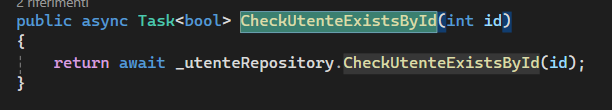 2 riferimenti
public async Task<bool> CheckUtenteExistsById(int id)
{
    return await _utenteRepository.CheckUtenteExistsById(id);
}